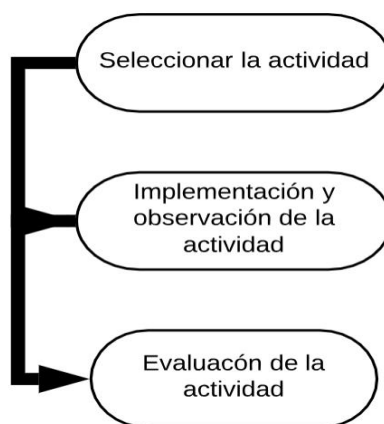 Seleccionar la actividad
Implementación y
observación de la
actividad
Evaluacón de la
actividad